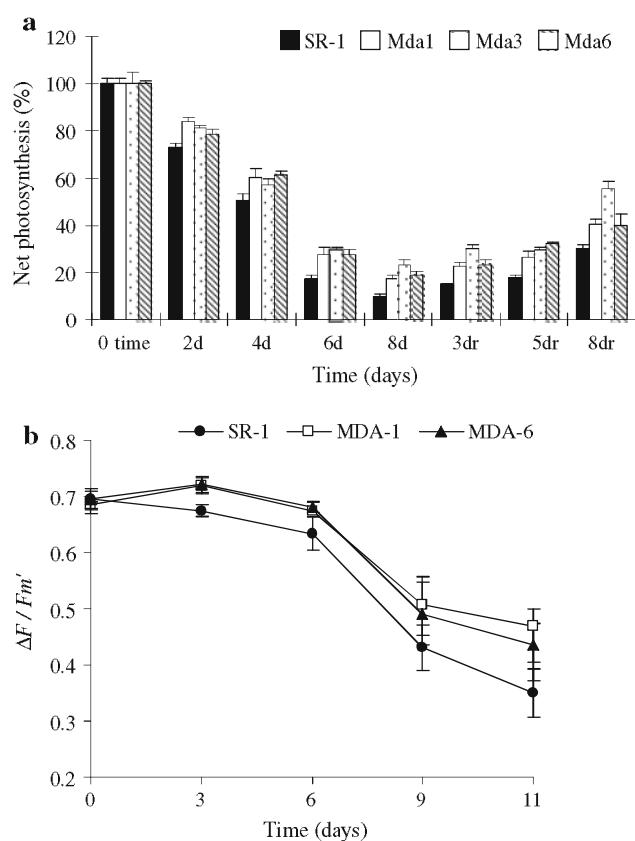 a
120
100
80
60
40
20
0
Net photosynthesis (%)
SR-1 Mda1 Mda3 Mda6
0 time 2d 4d 6d 8d 3dr 5dr 8dr
Time (days)
b
SR-1 MDA-1 MDA-6
0.8
0.7
0.6
0.5
0.4
0.3
0.2
ΔF / Fm'
0 3 6 9 11
Time (days)